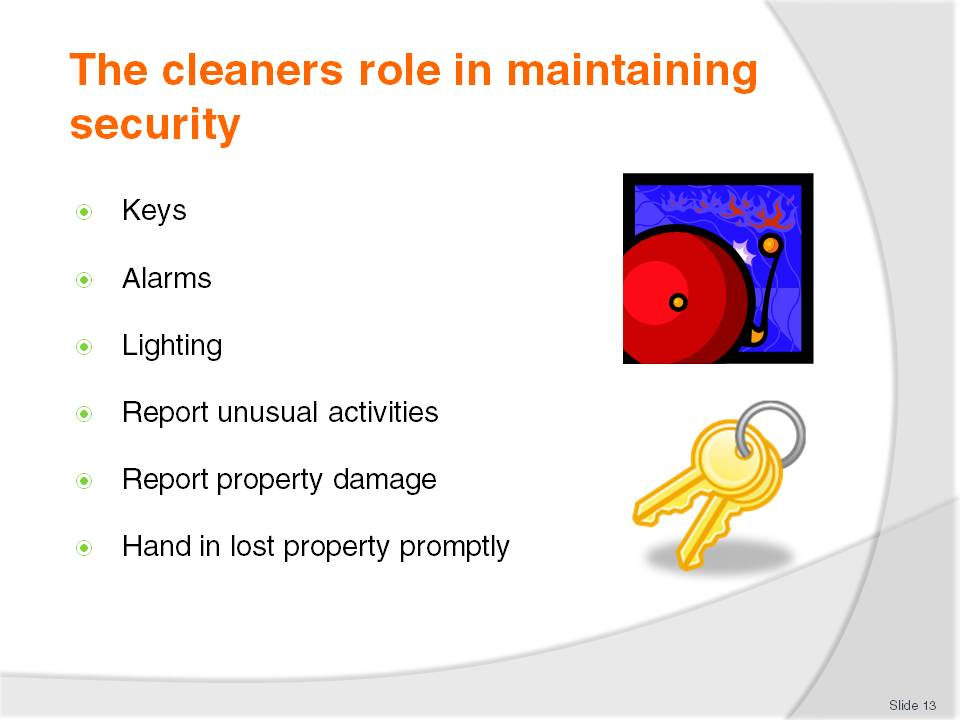 The cleaners role in maintaining
security
Keys
Alarms
Lighting
Report unusual activities
Report property damage
Hand in lost property promptly
Slide 13